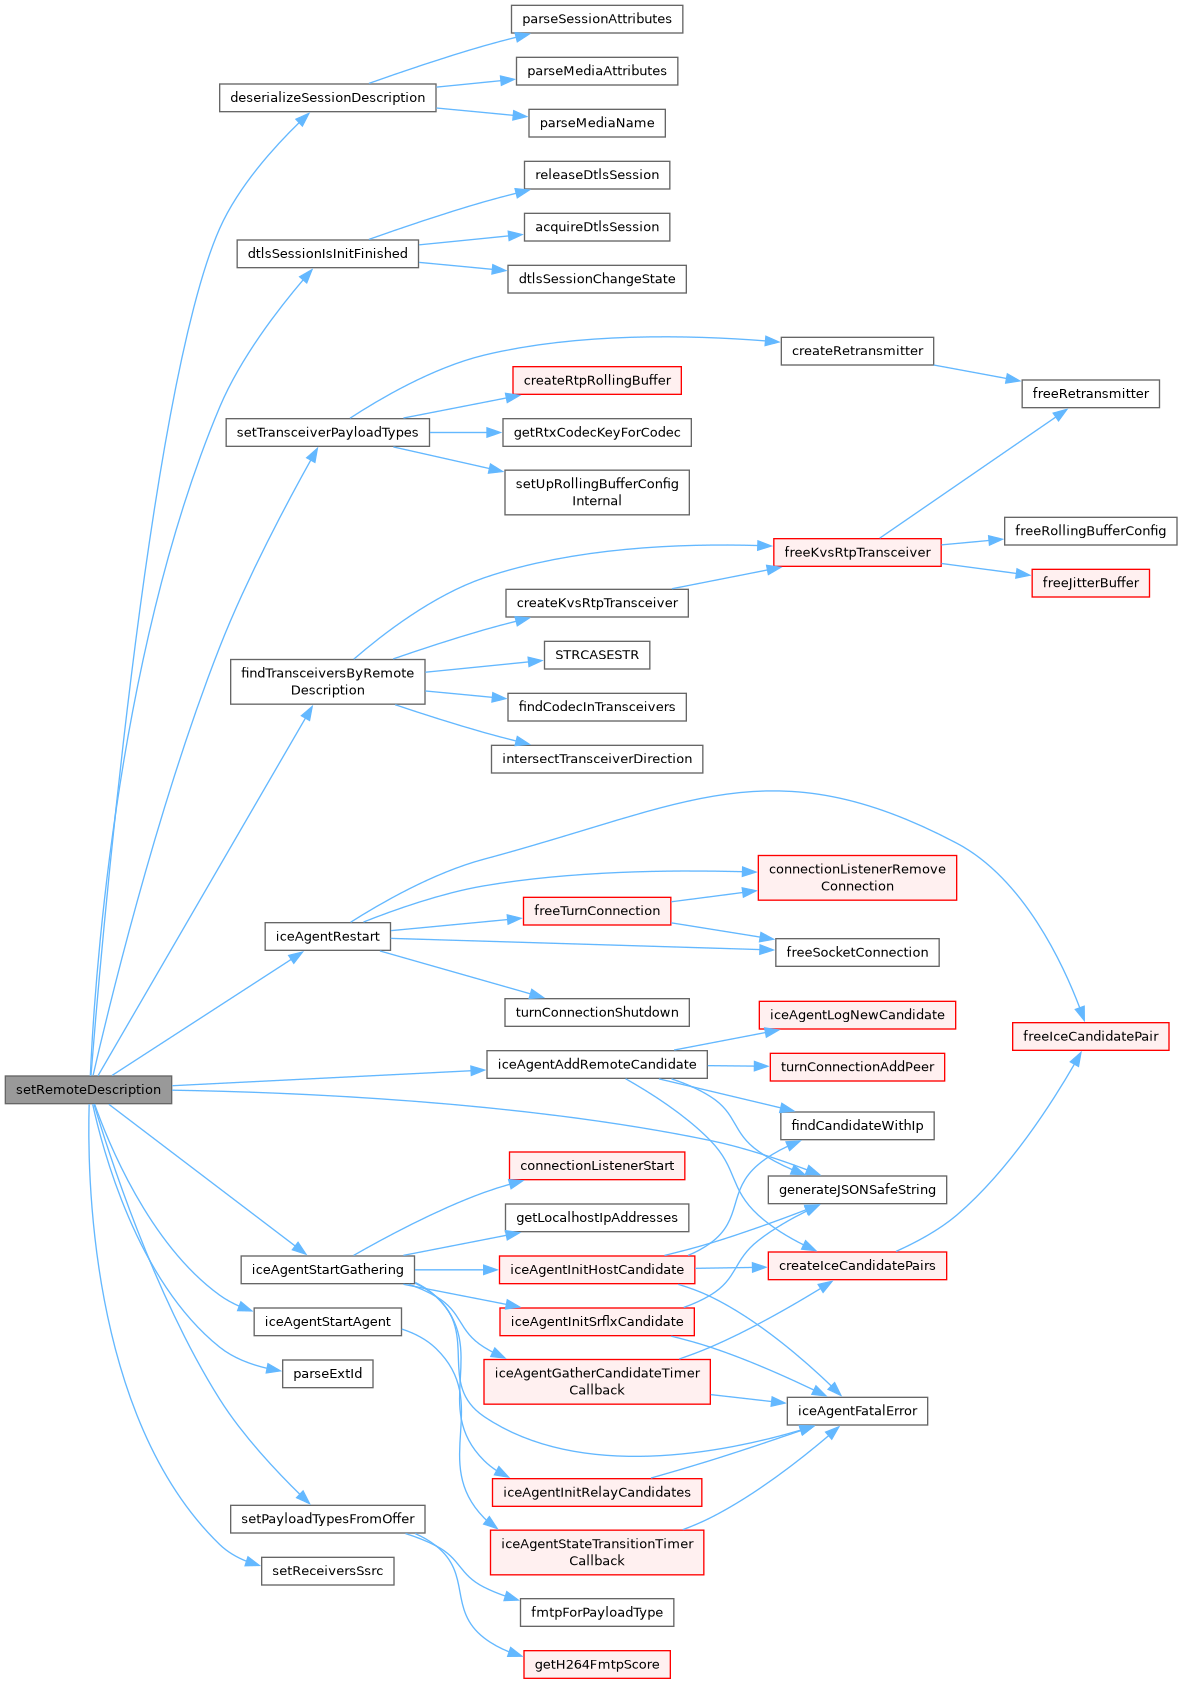 parseSessionAttributes
parseMediaAttributes
deserializeSessionDescription
parseMediaName
releaseDtlsSession
acquireDtlsSession
dtlsSessionIsInitFinished
dtlsSessionChangeState
createRetransmitter
createRtpRollingBuffer
freeRetransmitter
setTransceiverPayloadTypes
getRtxCodecKeyForCodec
setUpRollingBufferConfig
Internal
freeRollingBufferConfig
freeKvsRtpTransceiver
freeJitterBuffer
createKvsRtpTransceiver
STRCASESTR
findTransceiversByRemote
Description
findCodecInTransceivers
intersectTransceiverDirection
connectionListenerRemove
Connection
freeTurnConnection
iceAgentRestart
freeSocketConnection
turnConnectionShutdown
iceAgentLogNewCandidate
freeIceCandidatePair
iceAgentAddRemoteCandidate
turnConnectionAddPeer
setRemoteDescription
findCandidateWithIp
connectionListenerStart
generateJSONSafeString
getLocalhostIpAddresses
iceAgentStartGathering
iceAgentInitHostCandidate
createIceCandidatePairs
iceAgentStartAgent
iceAgentInitSrflxCandidate
parseExtId
iceAgentGatherCandidateTimer
Callback
iceAgentFatalError
iceAgentInitRelayCandidates
setPayloadTypesFromOffer
iceAgentStateTransitionTimer
Callback
setReceiversSsrc
fmtpForPayloadType
getH264FmtpScore